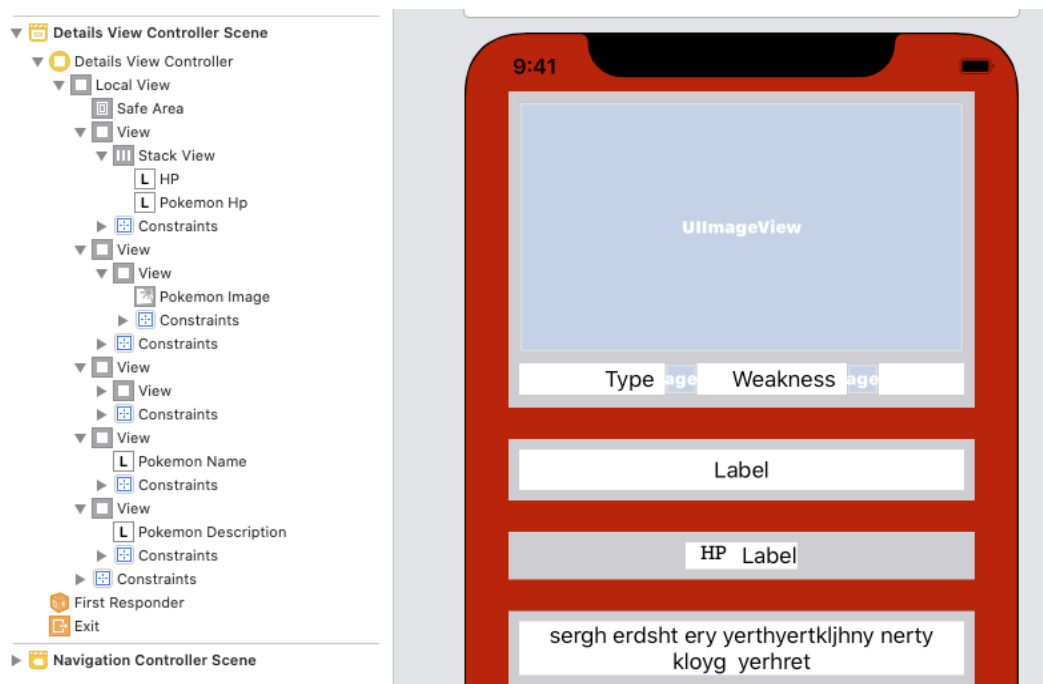 Details View Controller Scene
Details View Controller
Local View
Safe Area
View
Stack View
L HP
L Pokemon Hp
Constraints
View
View
Pokemon Image
Constraints
Constraints
View
View
Constraints
View
L Pokemon Name
Constraints
View
L Pokemon Description
Constraints
Constraints
First Responder
Exit
Navigation Controller Scene
9:41
UIImageView
Type age Weakness age
Label
HP Label
sergh erdsht ery yerthyertkljhny nerty
kloyg yerhret